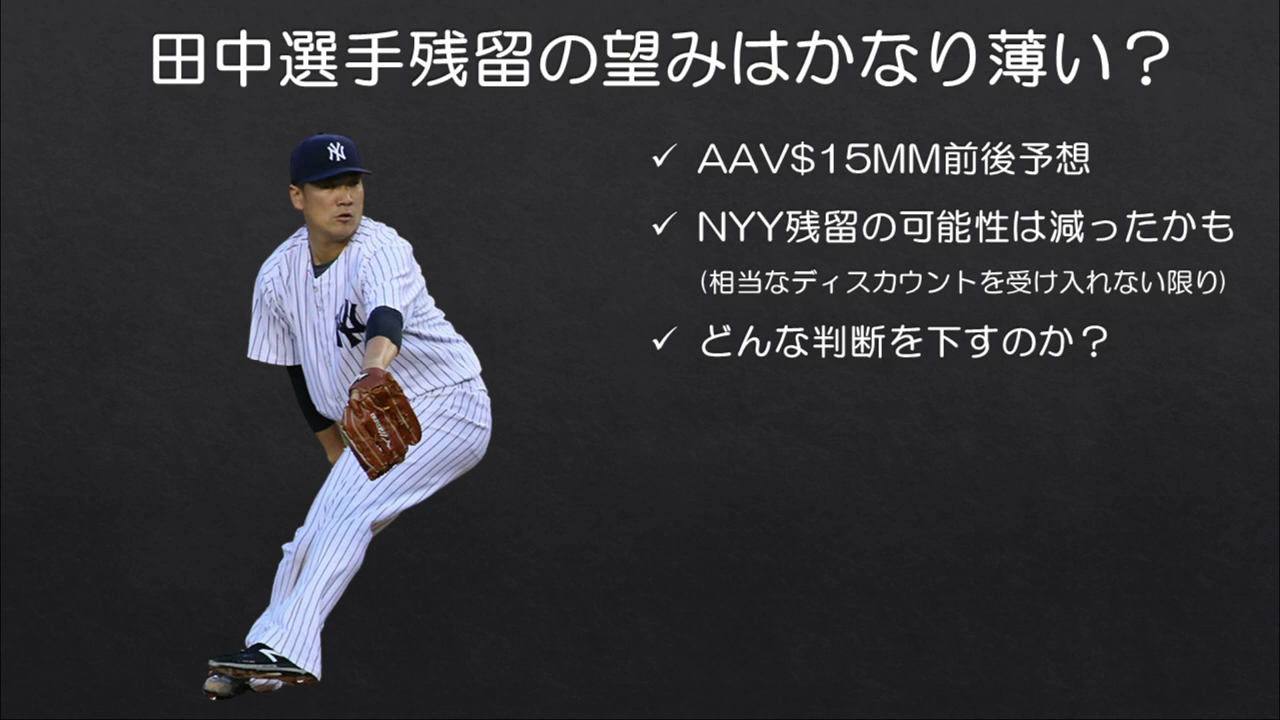 田中選手残留の望みはかなり薄い？
AAV$15MM前後予想
NYY残留の可能性は減ったかも
(相当なディスカウントを受け入れない限り)
どんな判断を下すのか？
NY
NY